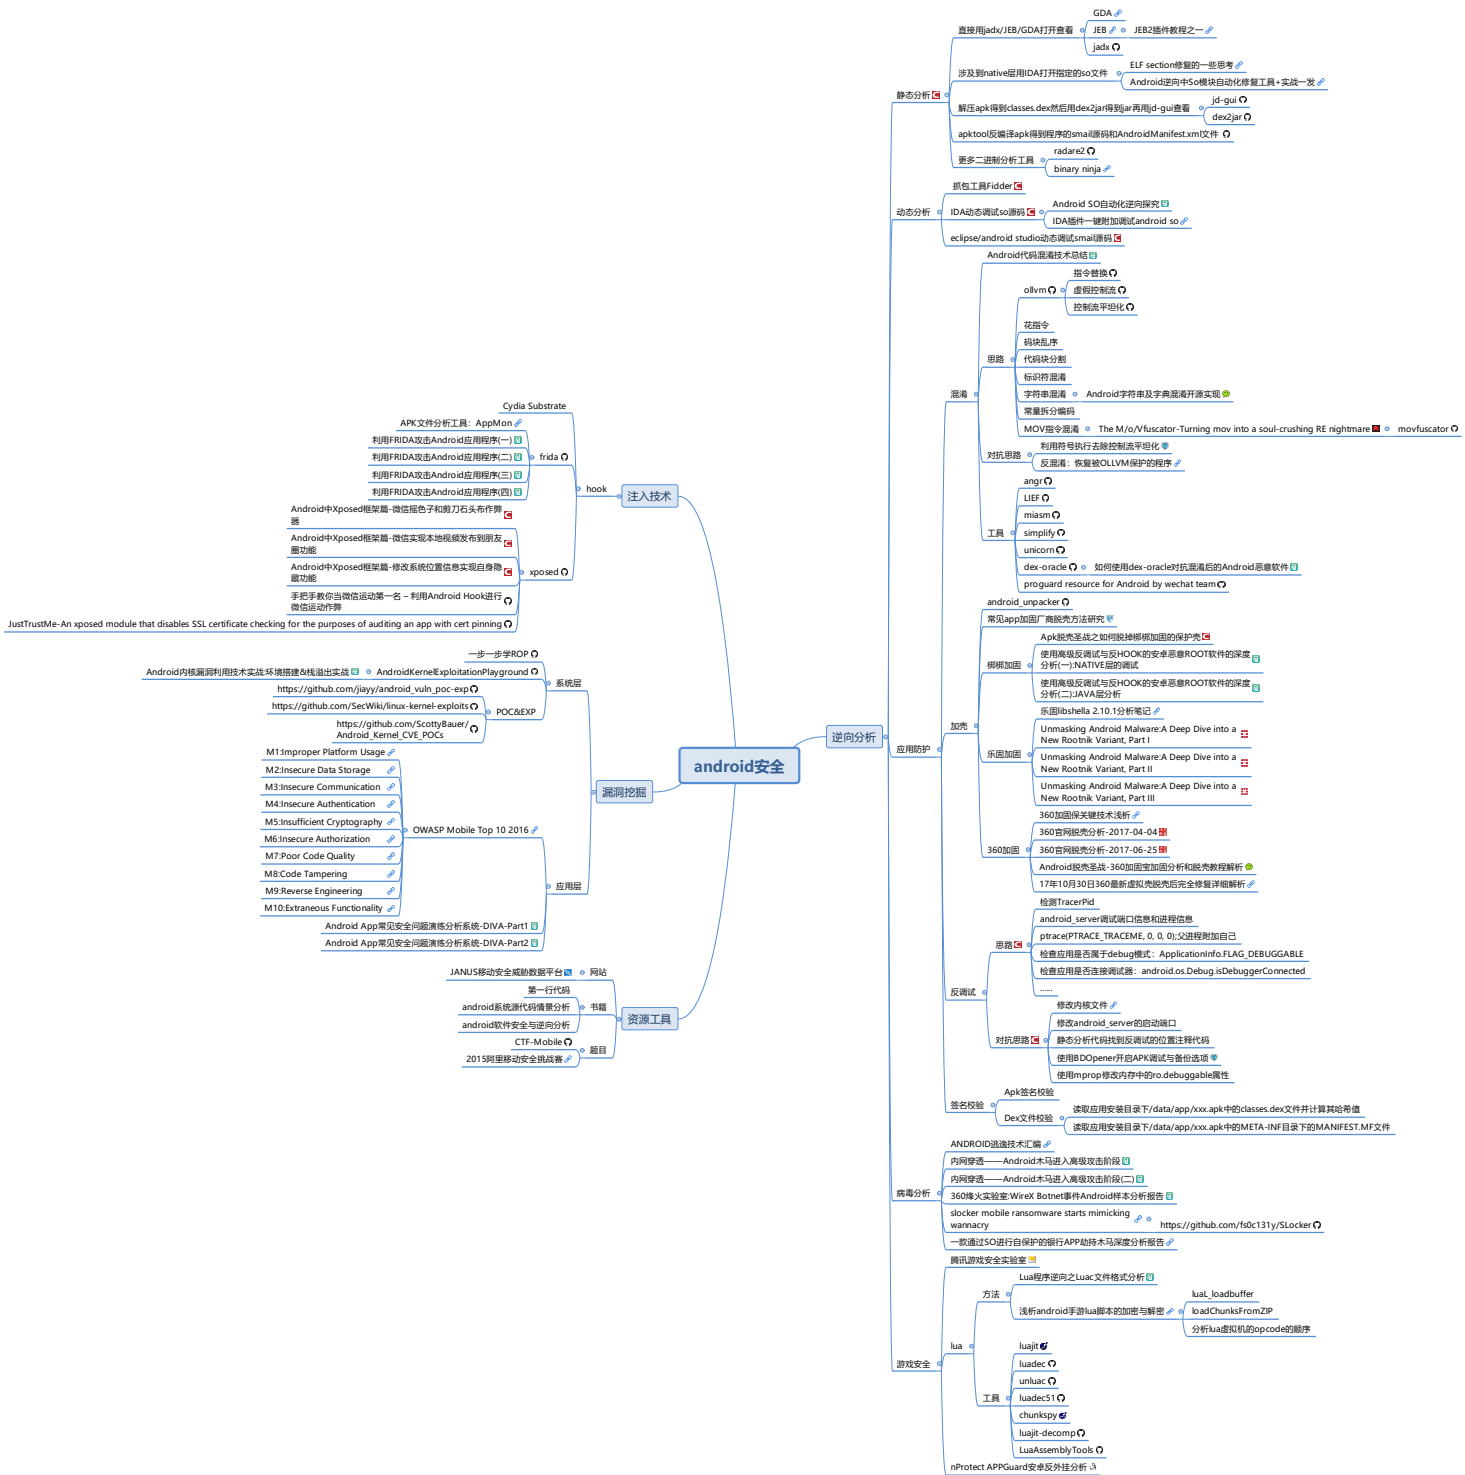 android安全
注入技术
hook
Cydia Substrate
frida
APK文件分析工具：AppMon
利用FRIDA攻击Android应用程序(一)
利用FRIDA攻击Android应用程序(二)
利用FRIDA攻击Android应用程序(三)
利用FRIDA攻击Android应用程序(四)
xposed
Android中Xposed框架篇-微信摇色子和剪刀石头布作弊
器
Android中Xposed框架篇-微信实现本地视频发布到朋友
圈功能
Android中Xposed框架篇-修改系统位置信息实现自身隐
藏功能
手把手教你当微信运动第一名 – 利用Android Hook进行
微信运动作弊
JustTrustMe-An xposed module that disables SSL certificate checking for the purposes of auditing an app with cert pinning
漏洞挖掘
系统层
一步一步学ROP
AndroidKernelExploitationPlayground
Android内核漏洞利用技术实战:环境搭建&栈溢出实战
POC&EXP
https://github.com/jiayy/android_vuln_poc-exp
https://github.com/SecWiki/linux-kernel-exploits
https://github.com/ScottyBauer/
Android_Kernel_CVE_POCs
应用层
OWASP Mobile Top 10 2016
M1:Improper Platform Usage
M2:Insecure Data Storage
M3:Insecure Communication
M4:Insecure Authentication
M5:Insufficient Cryptography
M6:Insecure Authorization
M7:Poor Code Quality
M8:Code Tampering
M9:Reverse Engineering
M10:Extraneous Functionality
Android App常见安全问题演练分析系统-DIVA-Part1
Android App常见安全问题演练分析系统-DIVA-Part2
资源工具
网站
JANUS移动安全威胁数据平台
书籍
第一行代码
android系统源代码情景分析
android软件安全与逆向分析
题目
CTF-Mobile
2015阿里移动安全挑战赛
逆向分析
静态分析
直接用jadx/JEB/GDA打开查看
GDA
JEB
JEB2插件教程之一
jadx
涉及到native层用IDA打开指定的so文件
ELF section修复的一些思考
Android逆向中So模块自动化修复工具+实战一发
解压apk得到classes.dex然后用dex2jar得到jar再用jd-gui查看
jd-gui
dex2jar
apktool反编译apk得到程序的smail源码和AndroidManifest.xml文件
更多二进制分析工具
radare2
binary ninja
动态分析
抓包工具Fidder
IDA动态调试so源码
Android SO自动化逆向探究
IDA插件一键附加调试android so
eclipse/android studio动态调试smail源码
应用防护
混淆
Android代码混淆技术总结
思路
ollvm
指令替换
虚假控制流
控制流平坦化
花指令
码块乱序
代码块分割
标识符混淆
字符串混淆
Android字符串及字典混淆开源实现
常量拆分编码
MOV指令混淆
The M/o/Vfuscator-Turning mov into a soul-crushing RE nightmare
movfuscator
对抗思路
利用符号执行去除控制流平坦化
反混淆：恢复被OLLVM保护的程序
工具
angr
LIEF
miasm
simplify
unicorn
dex-oracle
如何使用dex-oracle对抗混淆后的Android恶意软件
proguard resource for Android by wechat team
加壳
android_unpacker
常见app加固厂商脱壳方法研究
梆梆加固
Apk脱壳圣战之如何脱掉梆梆加固的保护壳
使用高级反调试与反HOOK的安卓恶意ROOT软件的深度
分析(一):NATIVE层的调试
使用高级反调试与反HOOK的安卓恶意ROOT软件的深度
分析(二):JAVA层分析
乐固加固
乐固libshella 2.10.1分析笔记
Unmasking Android Malware:A Deep Dive into a
New Rootnik Variant, Part I
Unmasking Android Malware:A Deep Dive into a
New Rootnik Variant, Part II
Unmasking Android Malware:A Deep Dive into a
New Rootnik Variant, Part III
360加固
360加固保关键技术浅析
360官网脱壳分析-2017-04-04
360官网脱壳分析-2017-06-25
Android脱壳圣战-360加固宝加固分析和脱壳教程解析
17年10月30日360最新虚拟壳脱壳后完全修复详细解析
反调试
思路
检测TracerPid
android_server调试端口信息和进程信息
ptrace(PTRACE_TRACEME, 0, 0, 0);父进程附加自己
检查应用是否属于debug模式：ApplicationInfo.FLAG_DEBUGGABLE
检查应用是否连接调试器：android.os.Debug.isDebuggerConnected
......
对抗思路
修改内核文件
修改android_server的启动端口
静态分析代码找到反调试的位置注释代码
使用BDOpener开启APK调试与备份选项
使用mprop修改内存中的ro.debuggable属性
签名校验
Apk签名校验
Dex文件校验
读取应用安装目录下/data/app/xxx.apk中的classes.dex文件并计算其哈希值
读取应用安装目录下/data/app/xxx.apk中的META-INF目录下的MANIFEST.MF文件
病毒分析
ANDROID逃逸技术汇编
内网穿透——Android木马进入高级攻击阶段
内网穿透——Android木马进入高级攻击阶段(二)
360烽火实验室:WireX Botnet事件Android样本分析报告
slocker mobile ransomware starts mimicking
wannacry
https://github.com/fs0c131y/SLocker
一款通过SO进行自保护的银行APP劫持木马深度分析报告
游戏安全
腾讯游戏安全实验室
lua
方法
Lua程序逆向之Luac文件格式分析
浅析android手游lua脚本的加密与解密
luaL_loadbuffer
loadChunksFromZIP
分析lua虚拟机的opcode的顺序
工具
luajit
luadec
unluac
luadec51
chunkspy
luajit-decomp
LuaAssemblyTools
nProtect APPGuard安卓反外挂分析